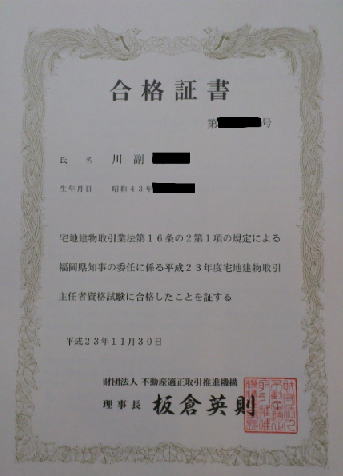 合格証書
第 号
氏 名 川 副
生年月日 昭和43年
宅地建物取引業法第16条の2第1項の規定による
福岡県知事の委任に係る平成23年度宅地建物取引
主任者資格試験に合格したことを証する
平成23年11月30日
財団法人 不動産適正取引推進機構
理事長 板倉英則